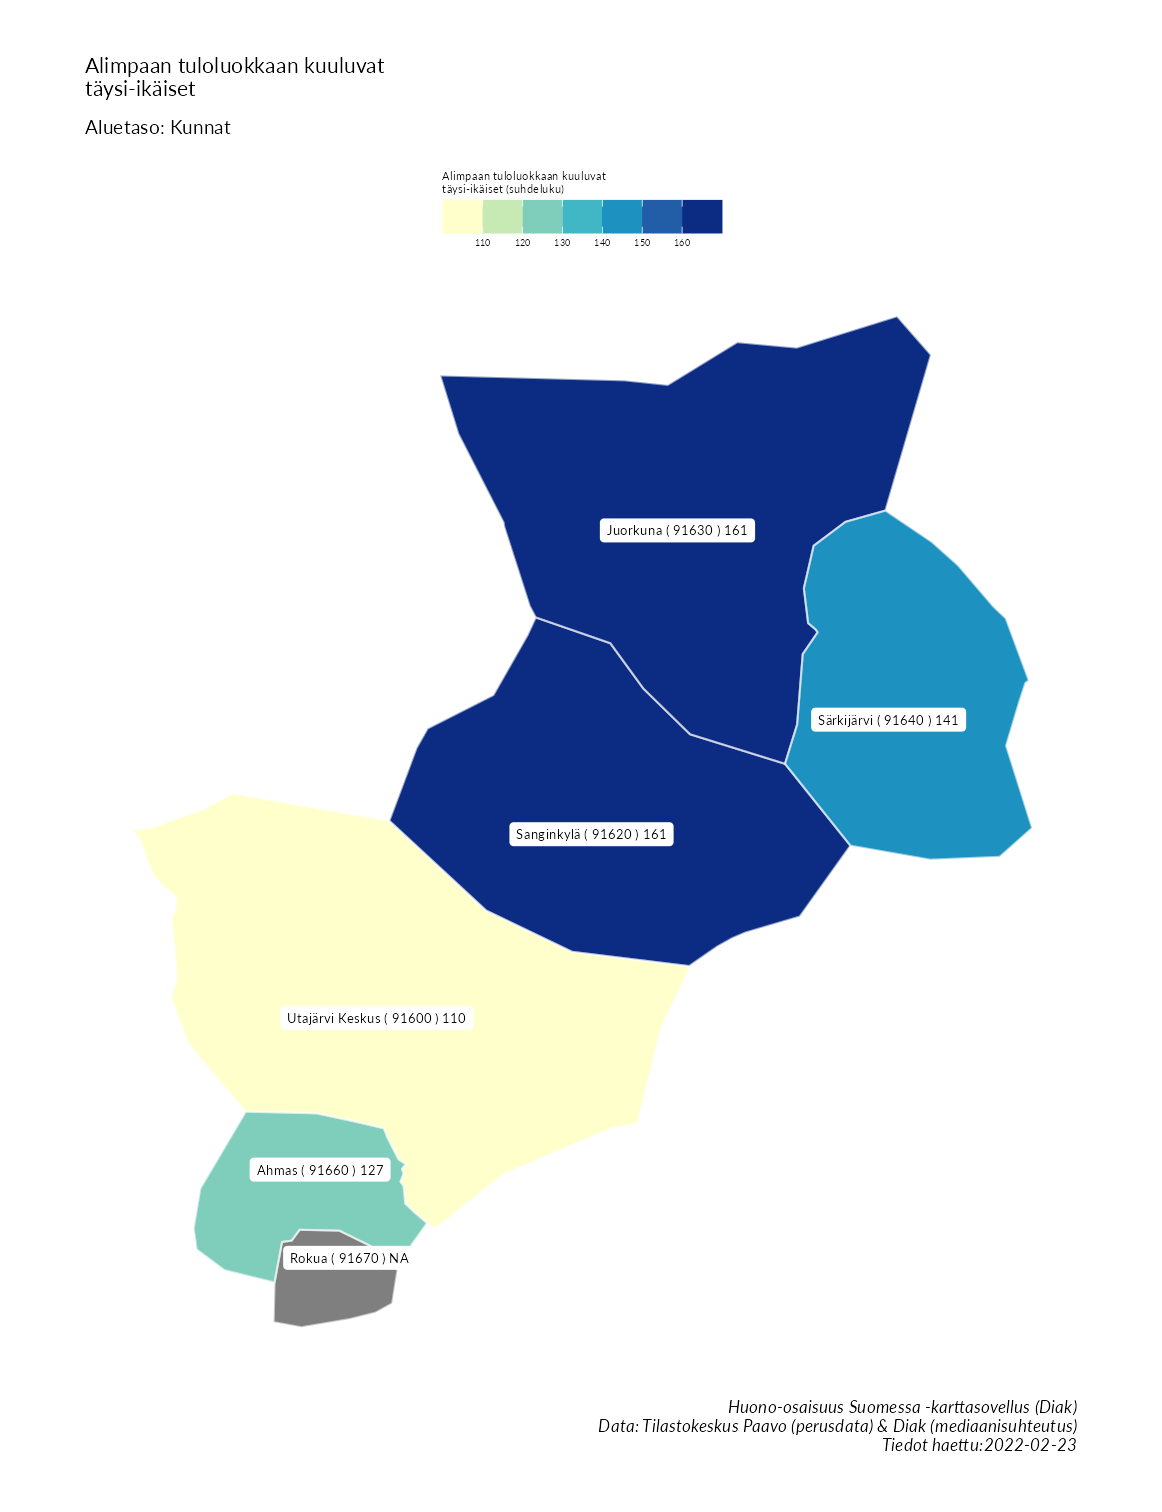 Alimpaan tuloluokkaan kuuluvat
täysi-ikäiset
Aluetaso: Kunnat
Alimpaan tuloluokkaan kuuluvat
täysi-ikäiset (suhdeluku)
110 120 130 140 150 160
Juorkuna ( 91630 ) 161
Särkijärvi ( 91640 ) 141
Sanginkylä ( 91620 ) 161
Utajärvi Keskus ( 91600 ) 110
Ahmas ( 91660 ) 127
Rokua ( 91670 ) NA
Huono-osaisuus Suomessa -karttasovellus (Diak)
Data: Tilastokeskus Paavo (perusdata) & Diak (mediaanisuhteutus)
Tiedot haettu:2022-02-23